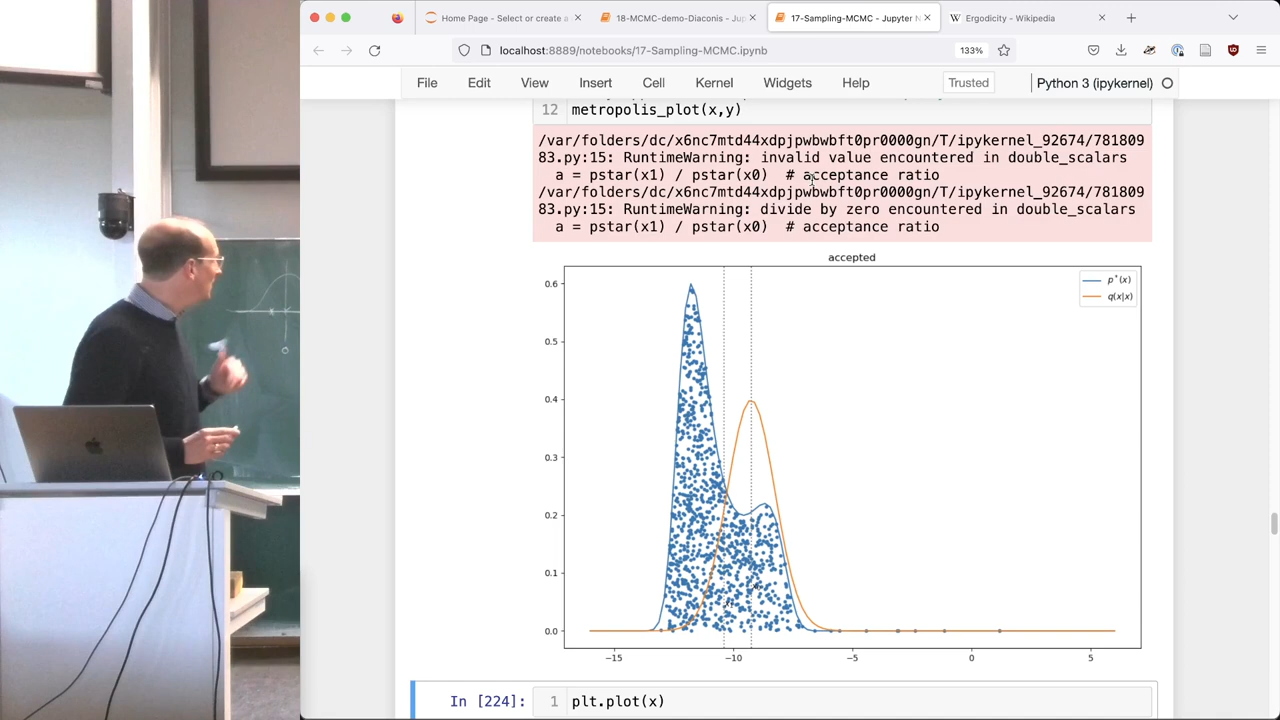 Home Page - Select or create a
18-MCMC-demo-Diaconis - Jup
17-Sampling-MCMC - Jupyter N
Ergodicity - Wikipedia
localhost:8889/notebooks/17-Sampling-MCMC.ipynb
133%
File Edit View Insert Cell Kernel Widgets Help Trusted Python 3 (ipykernel)
12 metropolis_plot(x,y)
/var/folders/dc/x6nc7mtd44xdpjpwbwbft0pr0000gn/T/ipykernel_92674/781809
83.py:15: RuntimeWarning: invalid value encountered in double_scalars
a = pstar(x1) / pstar(x0) # acceptance ratio
/var/folders/dc/x6nc7mtd44xdpjpwbwbft0pr0000gn/T/ipykernel_92674/781809
83.py:15: RuntimeWarning: divide by zero encountered in double_scalars
a = pstar(x1) / pstar(x0) # acceptance ratio
accepted
p*(x)
q(x|x)
0.6
0.5
0.4
0.3
0.2
0.1
0.0
−15 −10 −5 0 5
In [224]: 1 plt.plot(x)